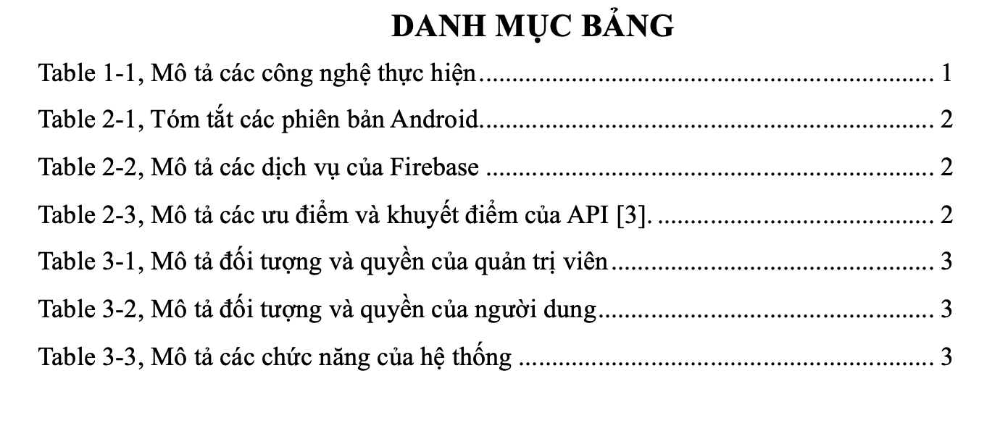 DANH MỤC BẢNG
Table 1-1, Mô tả các công nghệ thực hiện.................................................................... 1
Table 2-1, Tóm tắt các phiên bản Android.................................................................... 2
Table 2-2, Mô tả các dịch vụ của Firebase .................................................................... 2
Table 2-3, Mô tả các ưu điểm và khuyết điểm của API [3]. .......................................... 2
Table 3-1, Mô tả đối tượng và quyền của quản trị viên................................................. 3
Table 3-2, Mô tả đối tượng và quyền của người dung................................................... 3
Table 3-3, Mô tả các chức năng của hệ thống ............................................................... 3